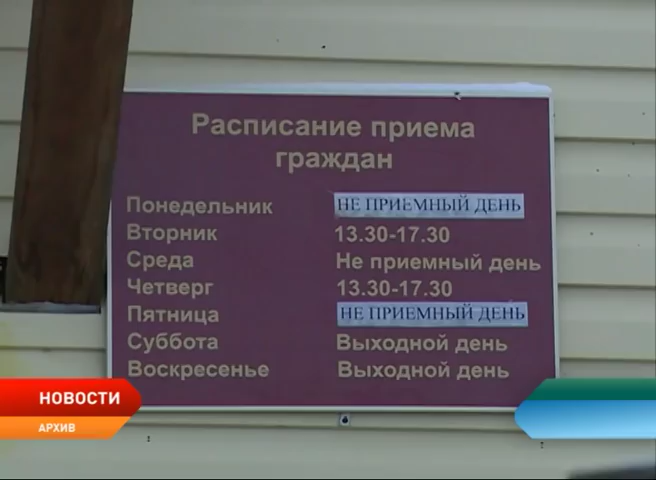 Расписание приема
граждан
Понедельник НЕ ПРИЕМНЫЙ ДЕНЬ
Вторник 13.30-17.30
Среда Не приемный день
Четверг 13.30-17.30
Пятница НЕ ПРИЕМНЫЙ ДЕНЬ
Суббота Выходной день
Воскресенье Выходной день
НОВОСТИ
АРХИВ